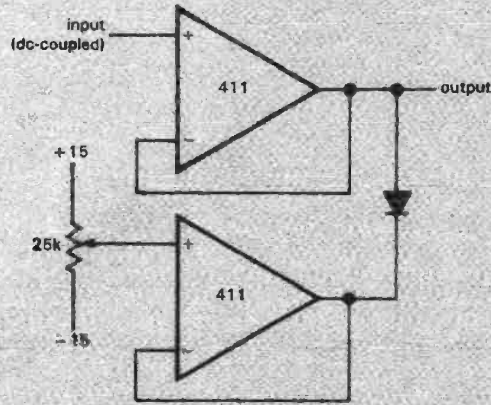 input
(dc-coupled)
+
411
output
−
+15
25k
+
411
−15
−